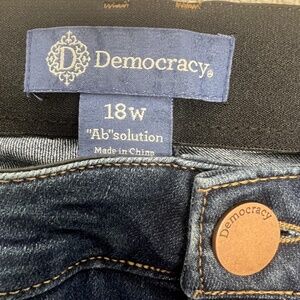 D Democracy®
18W
"Ab"solution
Made in China
Democracy